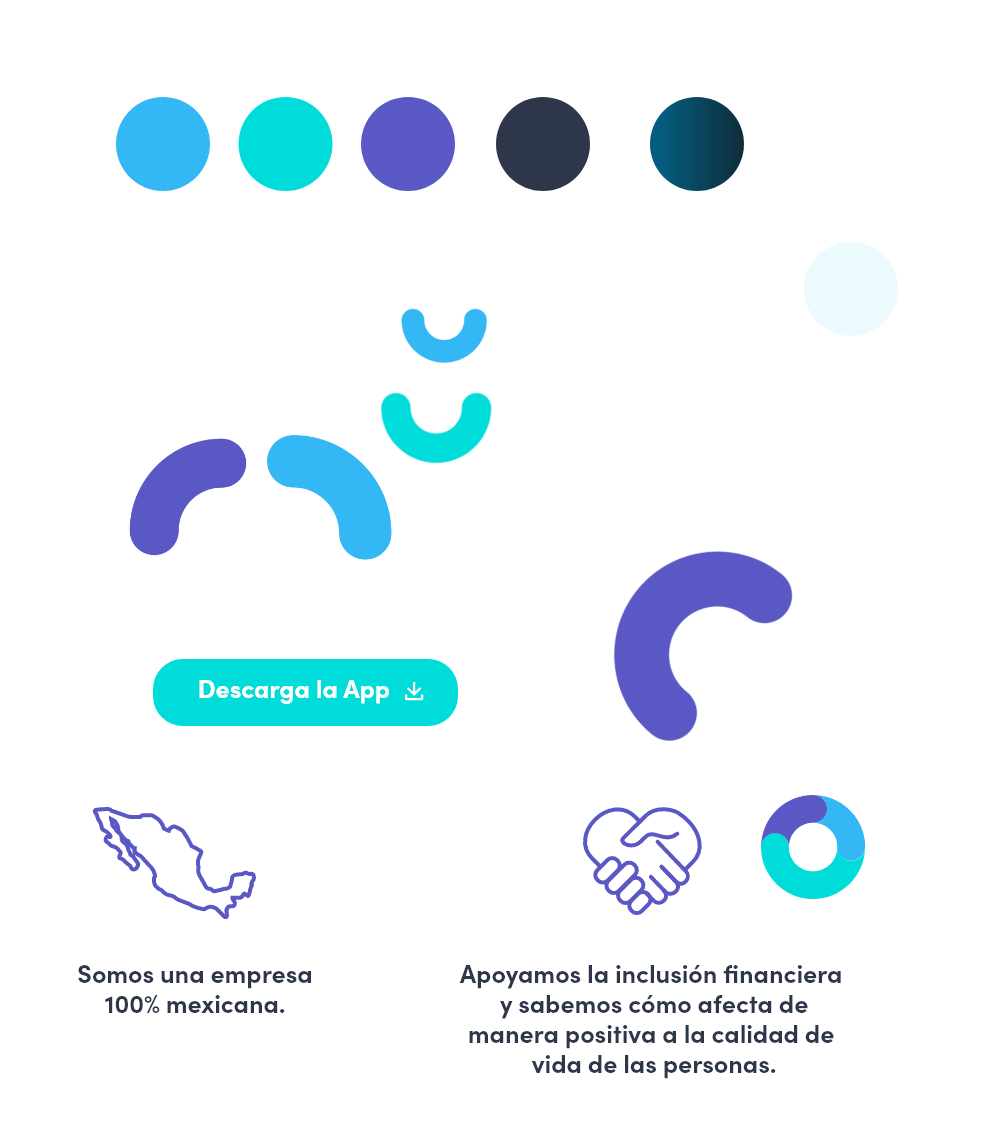 Descarga la App
Somos una empresa
100% mexicana.
Apoyamos la inclusión financiera
y sabemos cómo afecta de
manera positiva a la calidad de
vida de las personas.